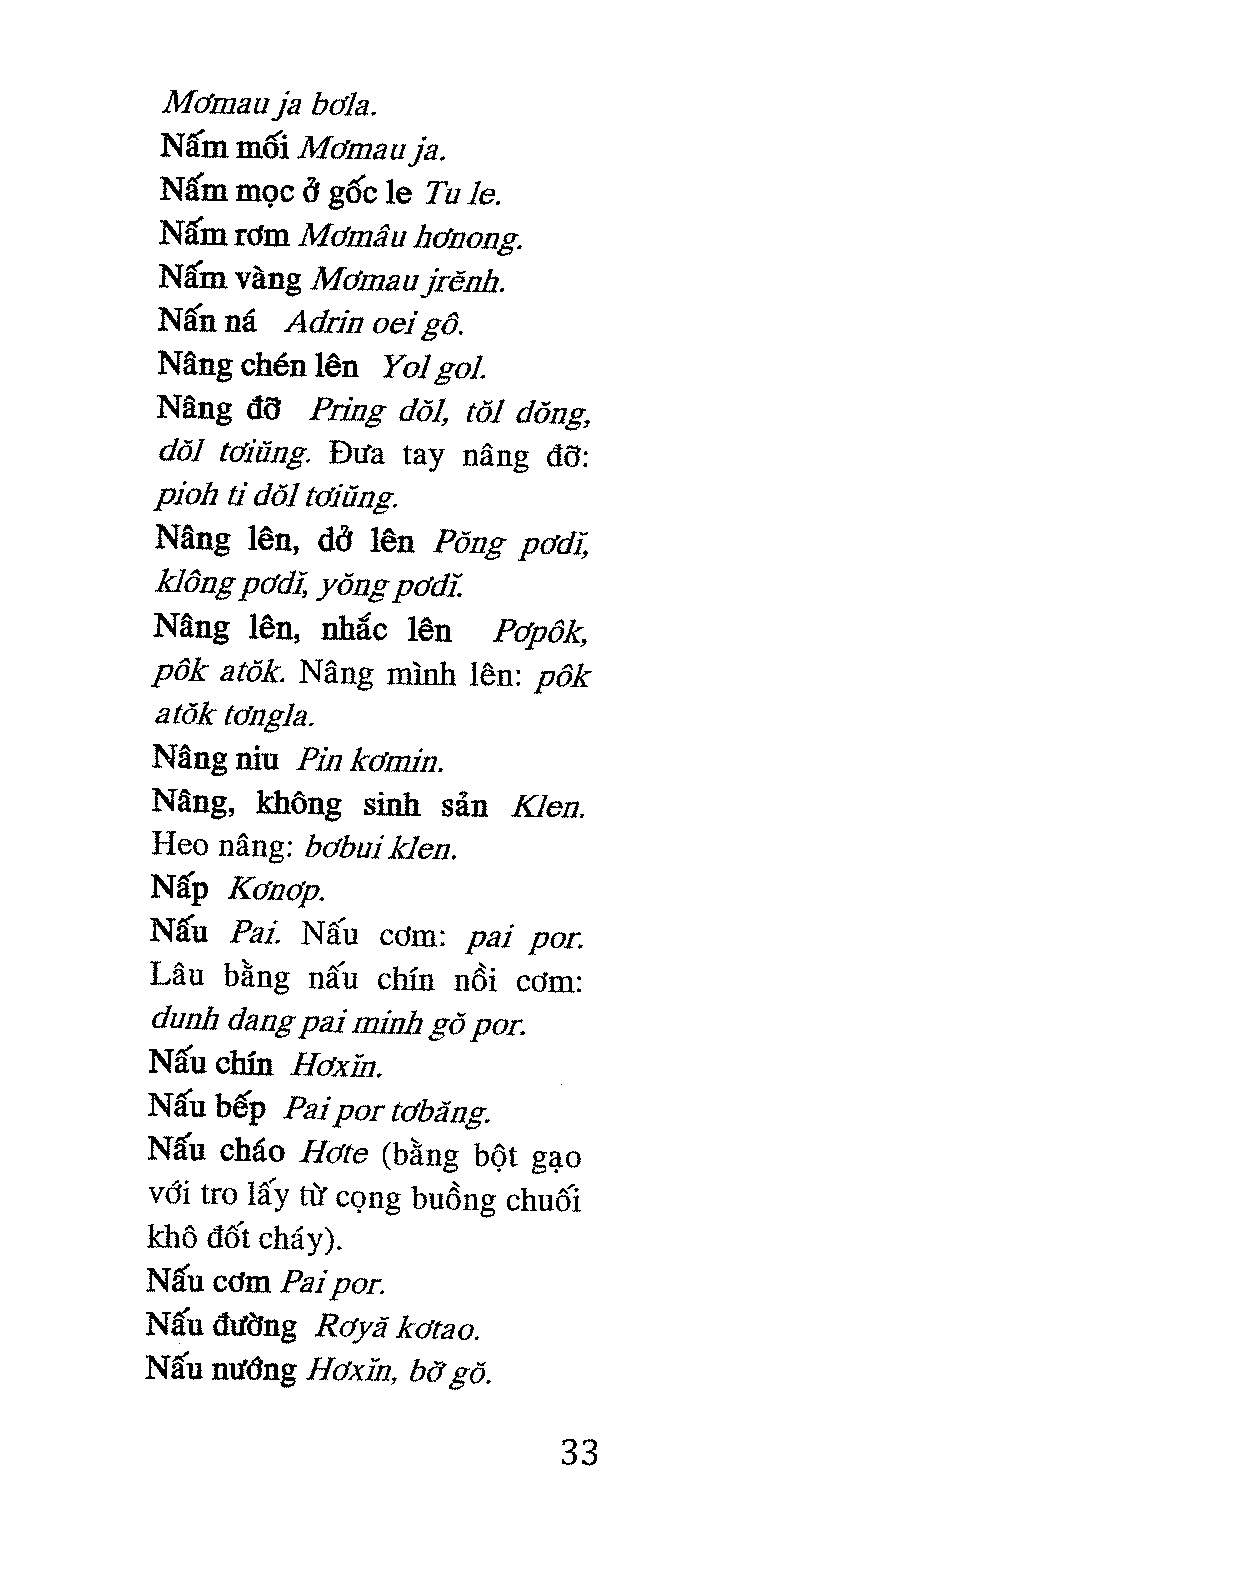 Mơmau ja bơla.
Nấm mối Mơmau ja.
Nấm mọc ở gốc le Tu le.
Nấm rơm Mơmâu hơnong.
Nấm vàng Mơmau jrĕnh.
Nấn ná Adrin oei gô.
Nâng chén lên Yol gol.
Nâng đỡ Pring dŏl, tŏl dŏng,
dŏl tơiŭng. Đưa tay nâng đỡ:
pioh ti dŏl tơiŭng.
Nâng lên, dở lên Pŏng pơdĭ,
klông pơdĭ, yŏng pơdĭ.
Nâng lên, nhắc lên Pơpôk,
pôk atŏk. Nâng mình lên: pôk
atŏk tơngla.
Nâng niu Pin kơmin.
Nâng, không sinh sản Klen.
Heo nâng: bơbui klen.
Nấp Kơnơp.
Nấu Pai. Nấu cơm: pai por.
Lâu bằng nấu chín nồi cơm:
dunh dang pai minh gŏ por.
Nấu chín Hơxĭn.
Nấu bếp Pai por tơbăng.
Nấu cháo Hơte (bằng bột gạo
với tro lấy từ cọng buồng chuối
khô đốt cháy).
Nấu cơm Pai por.
Nấu đường Rơyă kơtao.
Nấu nướng Hơxĭn, bơ̆ gŏ.
33